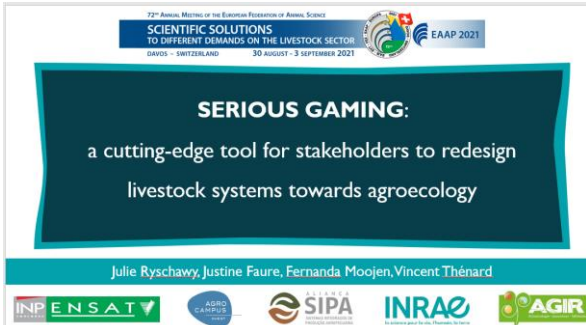 72nd Annual Meeting of the European Federation of Animal Science
SCIENTIFIC SOLUTIONS
TO DIFFERENT DEMANDS ON THE LIVESTOCK SECTOR
DAVOS – SWITZERLAND 30 AUGUST - 3 SEPTEMBER 2021
EAAP 2021
SERIOUS GAMING:
a cutting-edge tool for stakeholders to redesign
livestock systems towards agroecology
Julie Ryschawy, Justine Faure, Fernanda Moojen, Vincent Thénard
INP ENSAT
AGRO
CAMPUS
ALIANÇA
SIPA
INRAE
AGIR